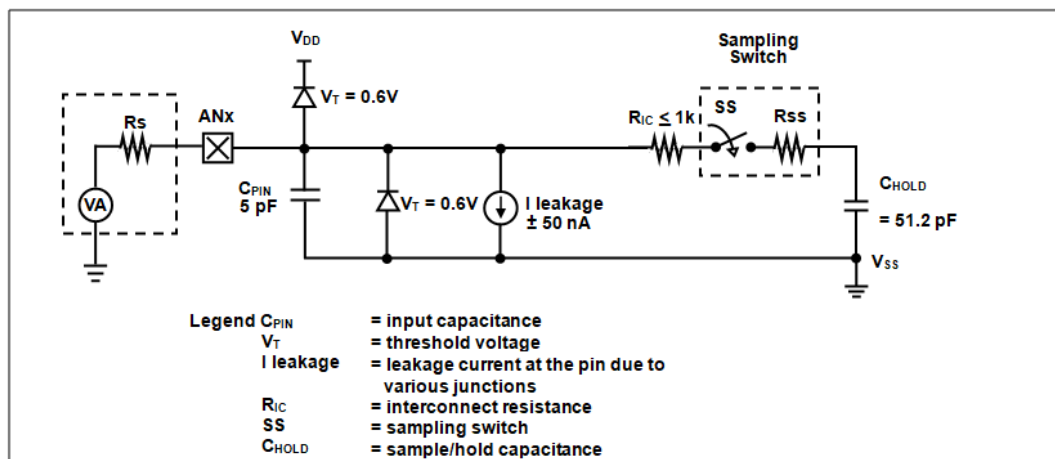 Sampling
Switch
VDD
VT = 0.6V
Rs
ANx
RIC ≤ 1k
SS
Rss
VA
CPIN
5 pF
VT = 0.6V
I leakage
± 50 nA
CHOLD
= 51.2 pF
VSS
Legend CPIN = input capacitance
VT = threshold voltage
I leakage = leakage current at the pin due to
various junctions
RIC = interconnect resistance
SS = sampling switch
CHOLD = sample/hold capacitance